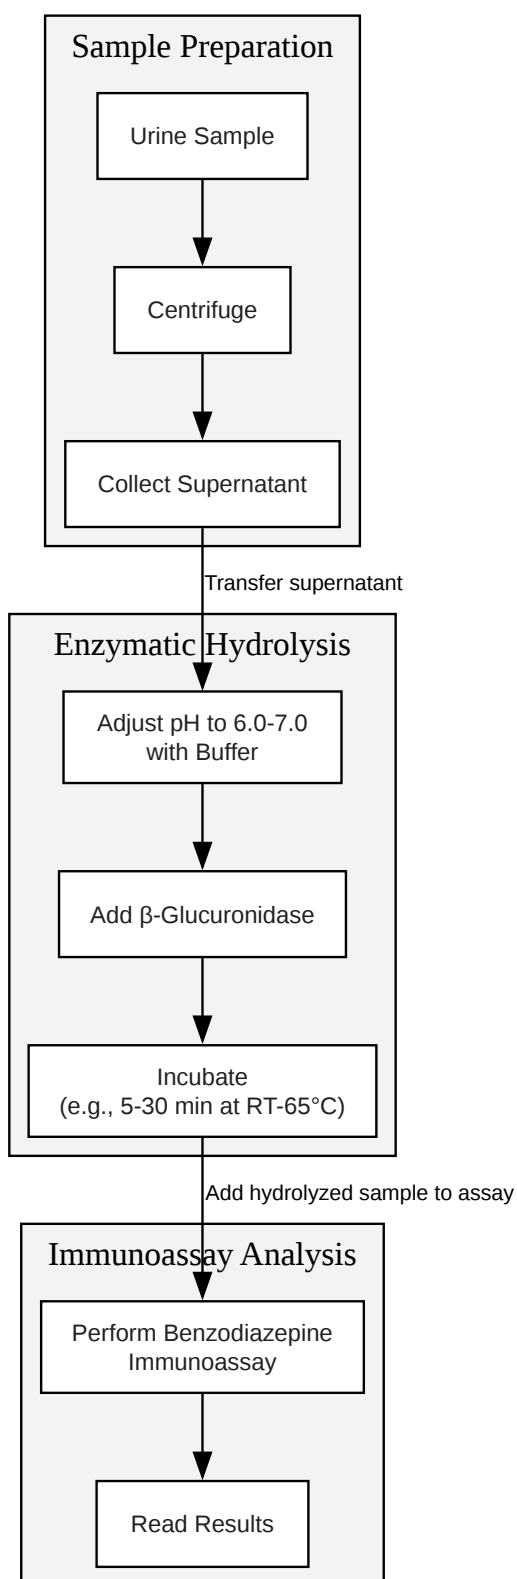 Sample Preparation
Urine Sample
Centrifuge
Collect Supernatant
Transfer supernatant
Enzymatic Hydrolysis
Adjust pH to 6.0-7.0
with Buffer
Add β-Glucuronidase
Incubate
(e.g., 5-30 min at RT-65°C)
Add hydrolyzed sample to assay
Immunoassay Analysis
Perform Benzodiazepine
Immunoassay
Read Results